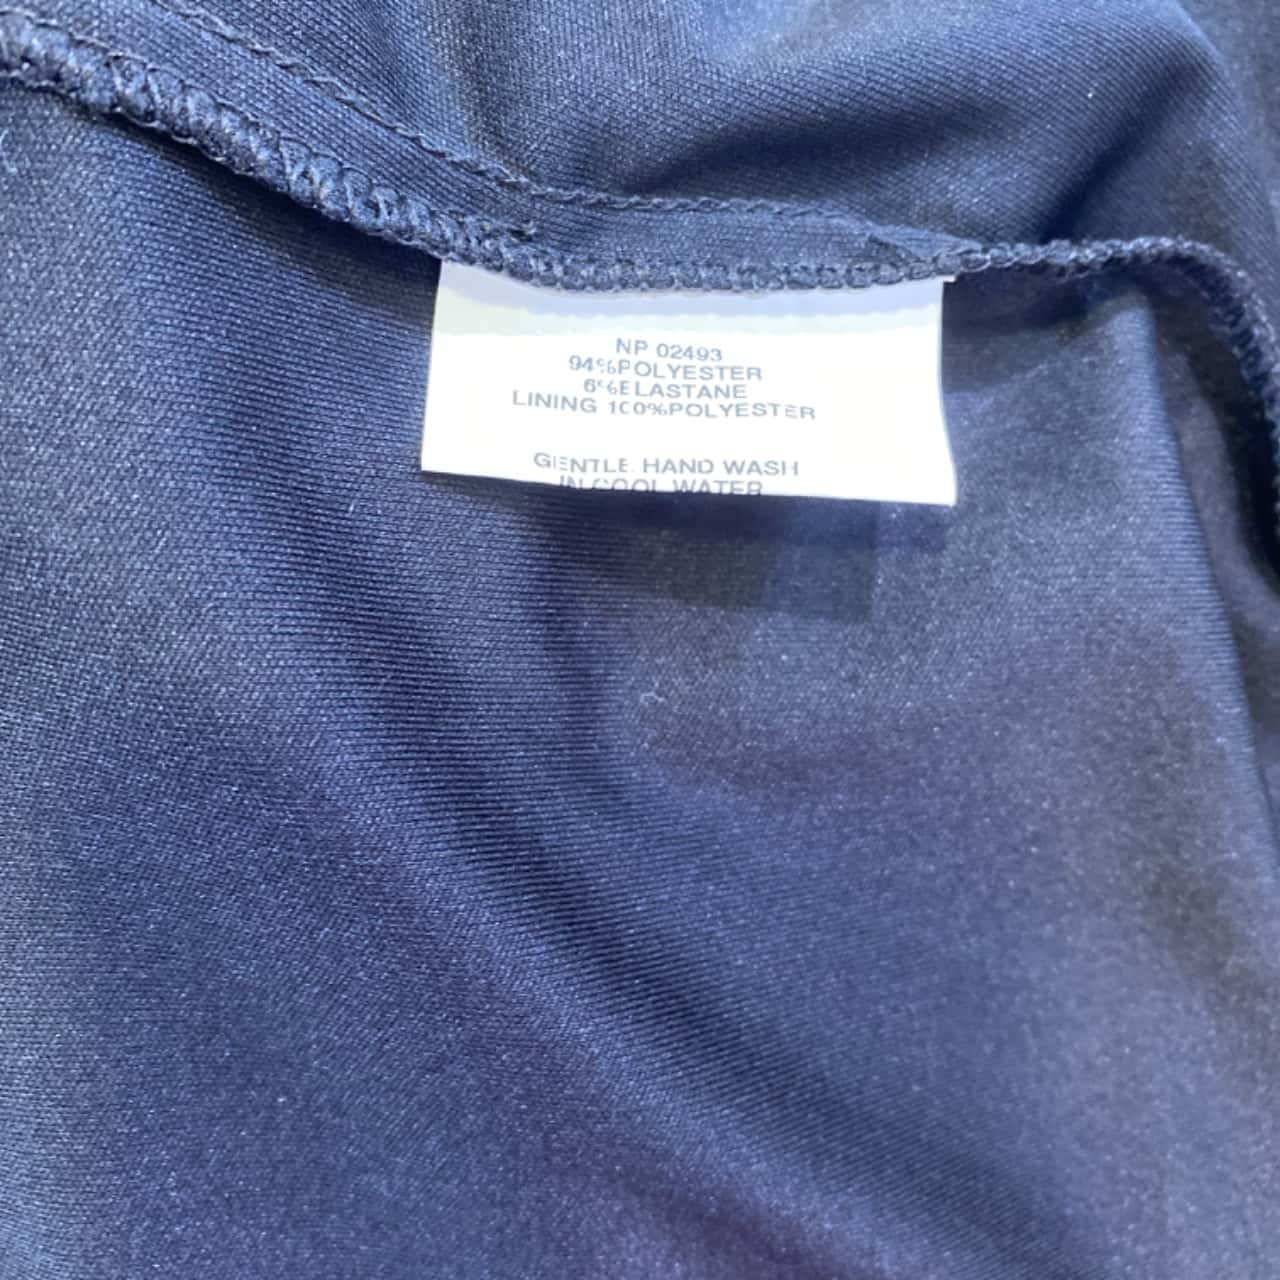 NP 02493
94%POLYESTER
6%ELASTANE
LINING 100%POLYESTER
GENTLE HAND WASH
IN COOL WATER